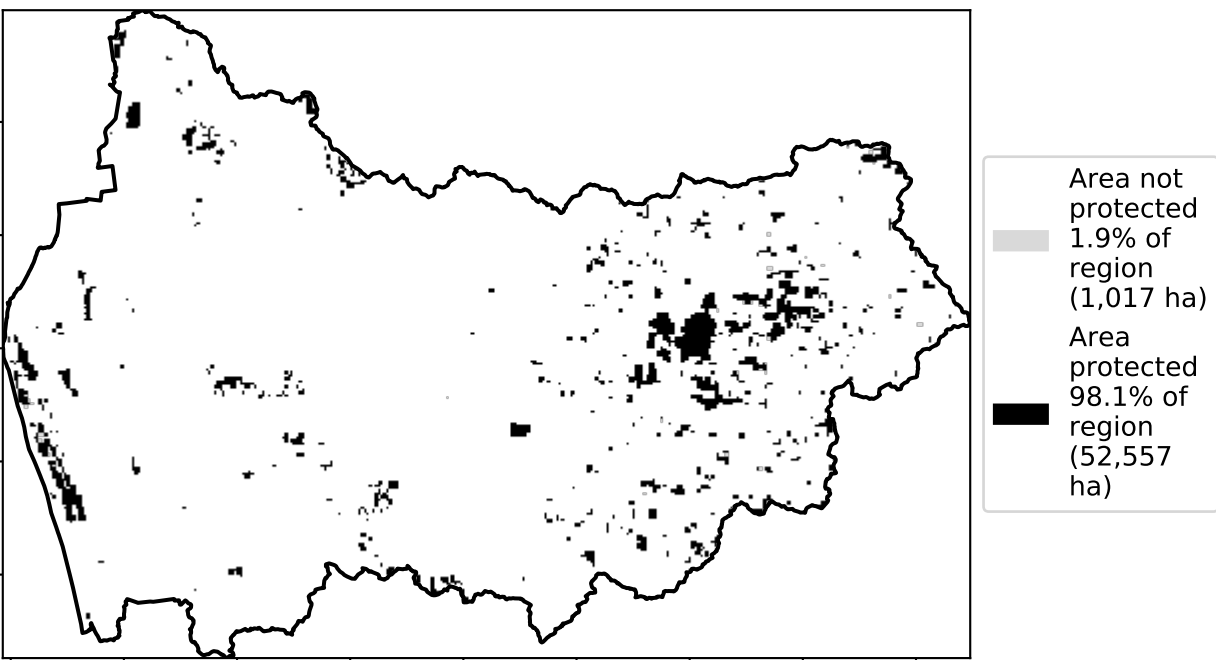 Area not
protected
1.9% of
region
(1,017 ha)
Area
protected
98.1% of
region
(52,557
ha)